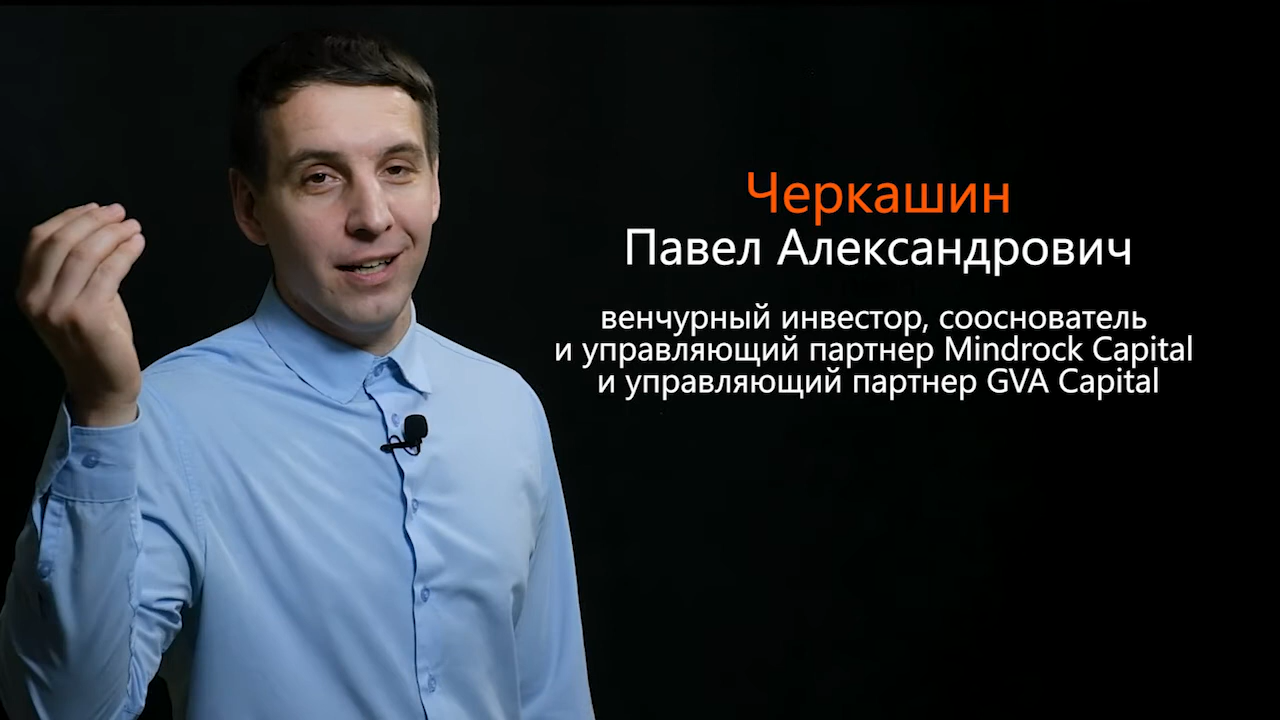 Черкашин
Павел Александрович
венчурный инвестор, сооснователь
и управляющий партнер Mindrock Capital
и управляющий партнер GVA Capital